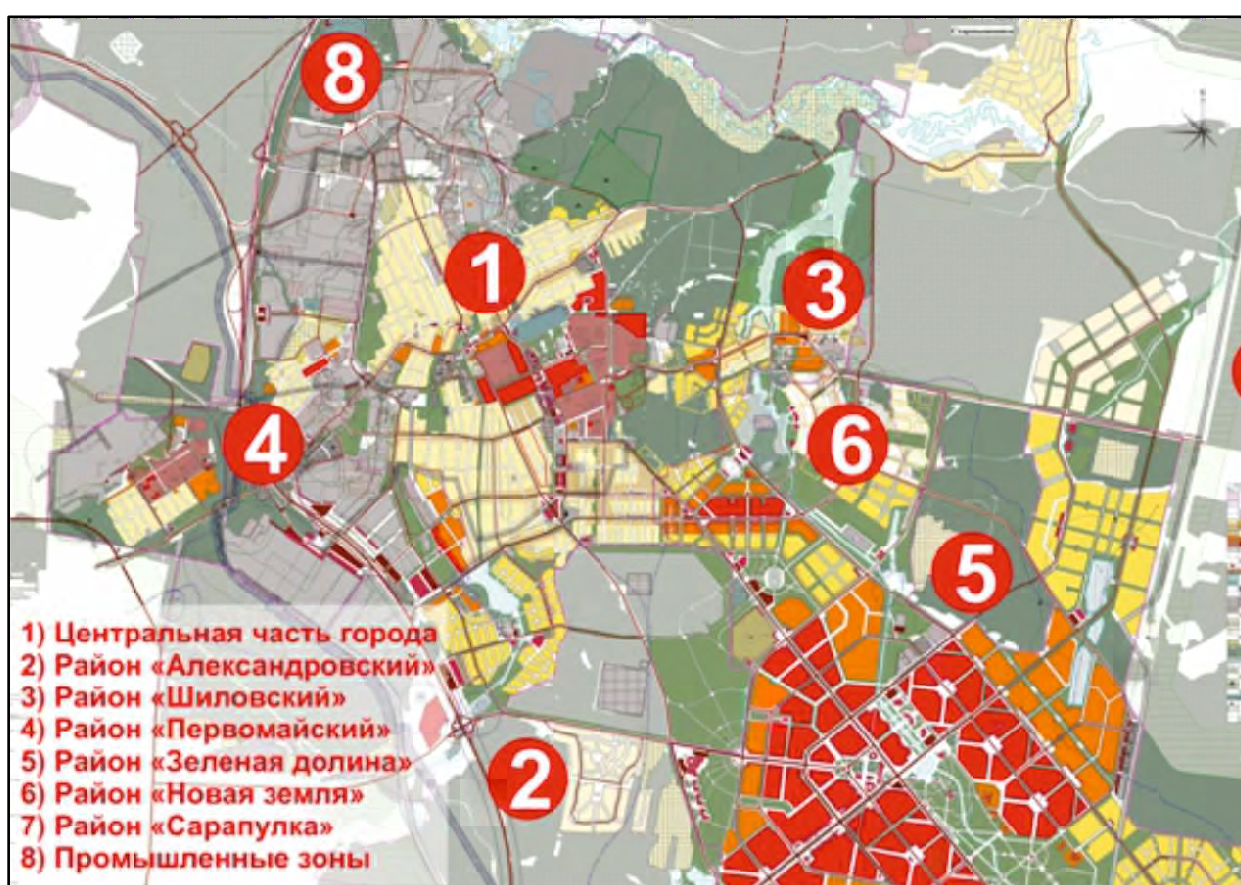 8
1
3
4
6
5
2
1) Центральная часть города
2) Район «Александровский»
3) Район «Шиловский»
4) Район «Первомайский»
5) Район «Зеленая долина»
6) Район «Новая земля»
7) Район «Сарапулка»
8) Промышленные зоны